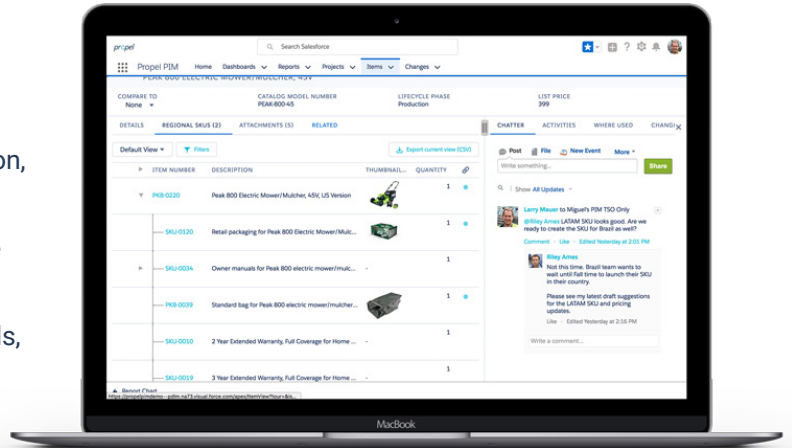 on,
ls,
propel
Search Salesforce
Propel PIM Home Dashboards Reports Projects Items Changes
PEAK 800 ELECTRIC MOWER/MULCHER, 45V
COMPARE TO
None
CATALOG MODEL NUMBER
PEAK-800-45
LIFECYCLE PHASE
Production
LIST PRICE
399
DETAILS REGIONAL SKUS (2) ATTACHMENTS (5) RELATED
Default View Filters Export current view (CSV)
ITEM NUMBER DESCRIPTION THUMBNAIL... QUANTITY
PKB-0220 Peak 800 Electric Mower/Mulcher, 45V, US Version 1
SKU-0120 Retail packaging for Peak 800 Electric Mower/Mulc... 1
SKU-0034 Owner manuals for Peak 800 electric mower/mulc... - 1
PKB-0039 Standard bag for Peak 800 electric mower/mulcher... 1
SKU-0010 2 Year Extended Warranty, Full Coverage for Home ... - 1
SKU-0019 3 Year Extended Warranty, Full Coverage for Home ... - 1
Report Chart
CHATTER ACTIVITIES WHERE USED
Post File New Event More
Write something... Share
Show All Updates
Larry Mauer to Miguel's PIM TSO Only
@Riley Ames LATAM SKU looks good. Are we
ready to create the SKU for Brazil as well?
Comment · Like · Edited Yesterday at 2:01 PM
Riley Ames
Not this time. Brazil team wants to
wait until Fall time to launch their SKU
in their country.
Please see my latest draft suggestions
for the LATAM SKU and pricing
updates.
Like · Edited Yesterday at 2:16 PM
Write a comment...
MacBook